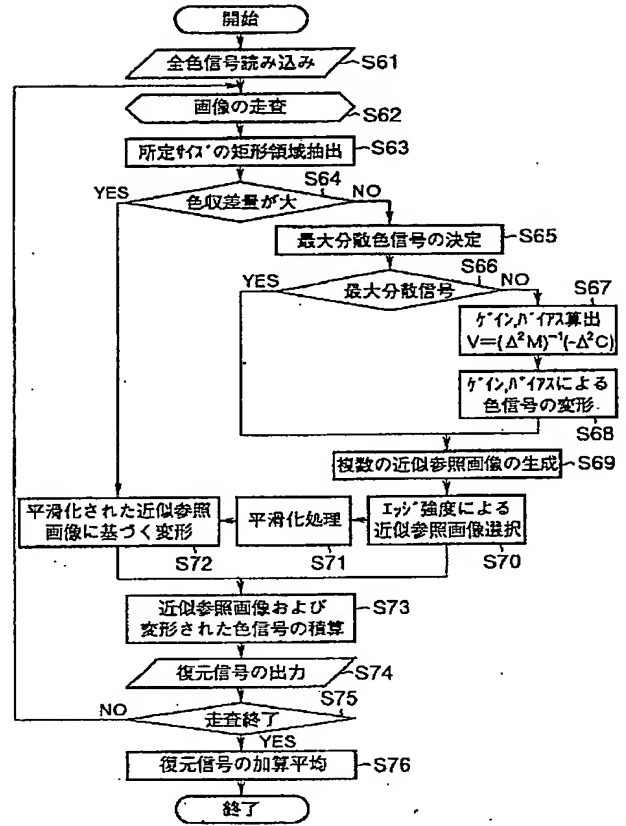 開始
全色信号読み込み
S61
画像の走査
S62
所定サイズの矩形領域抽出
S63
S64
YES
色収差量が大
NO
最大分散色信号の決定
S65
S66
YES
最大分散信号
NO
S67
ゲイン,バイアス算出
V=(Δ²M)⁻¹(-Δ²C)
ゲイン,バイアスによる
色信号の変形
S68
複数の近似参照画像の生成
S69
平滑化された近似参照
画像に基づく変形
S72
平滑化処理
S71
エッジ強度による
近似参照画像選択
S70
近似参照画像および
変形された色信号の積算
S73
復元信号の出力
S74
S75
NO
走査終了
YES
復元信号の加算平均
S76
終了